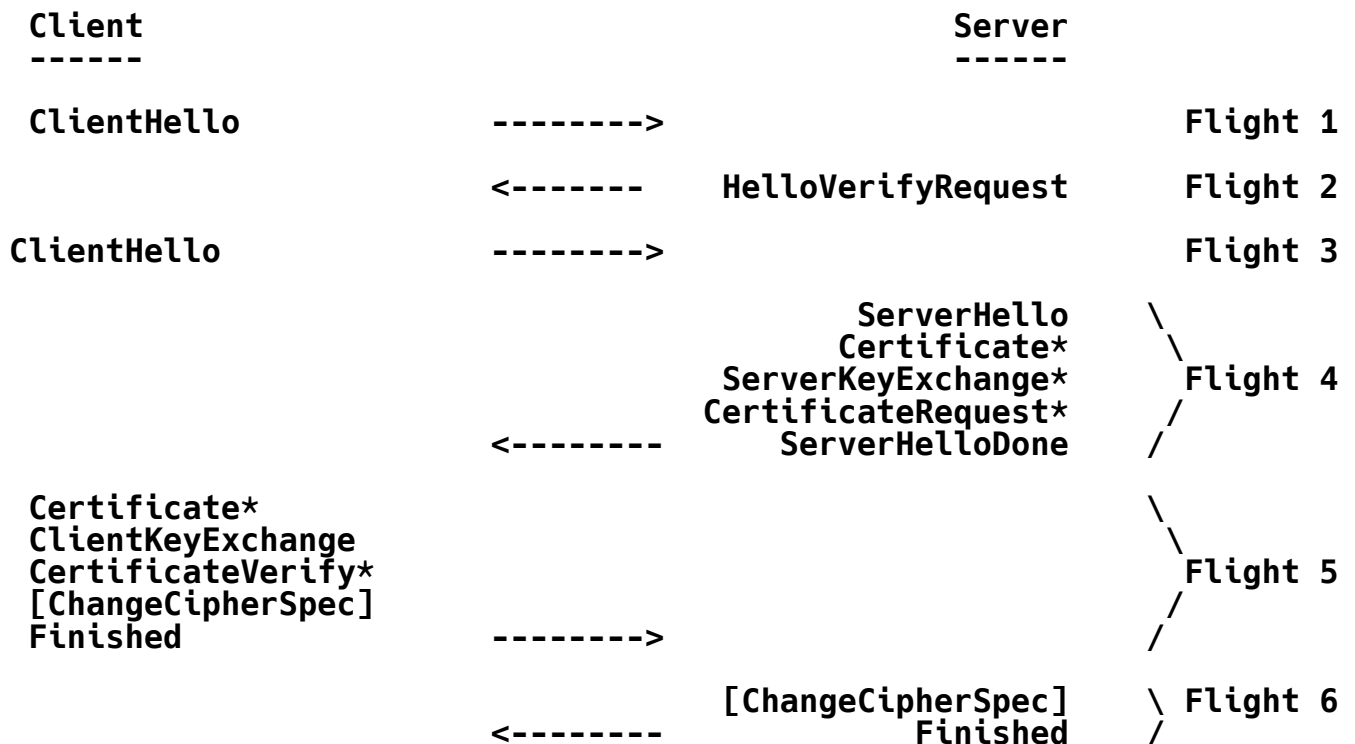 Client                                          Server
------                                          ------
ClientHello             -------->                           Flight 1
                        <-------    HelloVerifyRequest      Flight 2
ClientHello             -------->                           Flight 3
                                           ServerHello    \
                                          Certificate*     \
                                    ServerKeyExchange*      Flight 4
                                   CertificateRequest*     /
                        <--------      ServerHelloDone    /
Certificate*                                              \
ClientKeyExchange                                          \
CertificateVerify*                                          Flight 5
[ChangeCipherSpec]                                         /
Finished                -------->                         /
                                    [ChangeCipherSpec]    \ Flight 6
                        <--------             Finished    /